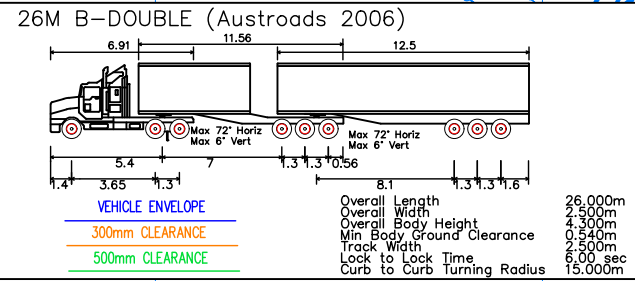 26M B-DOUBLE (Austroads 2006)
11.56
6.91
12.5
Max 72° Horiz
Max 6° Vert
Max 72° Horiz
Max 6° Vert
5.4
7
1.3
1.3
0.56
1.4
3.65
1.3
8.1
1.3
1.3
1.6
VEHICLE ENVELOPE
300mm CLEARANCE
500mm CLEARANCE
Overall Length 26.000m
Overall Width 2.500m
Overall Body Height 4.300m
Min Body Ground Clearance 0.540m
Track Width 2.500m
Lock to Lock Time 6.00 sec
Curb to Curb Turning Radius 15.000m